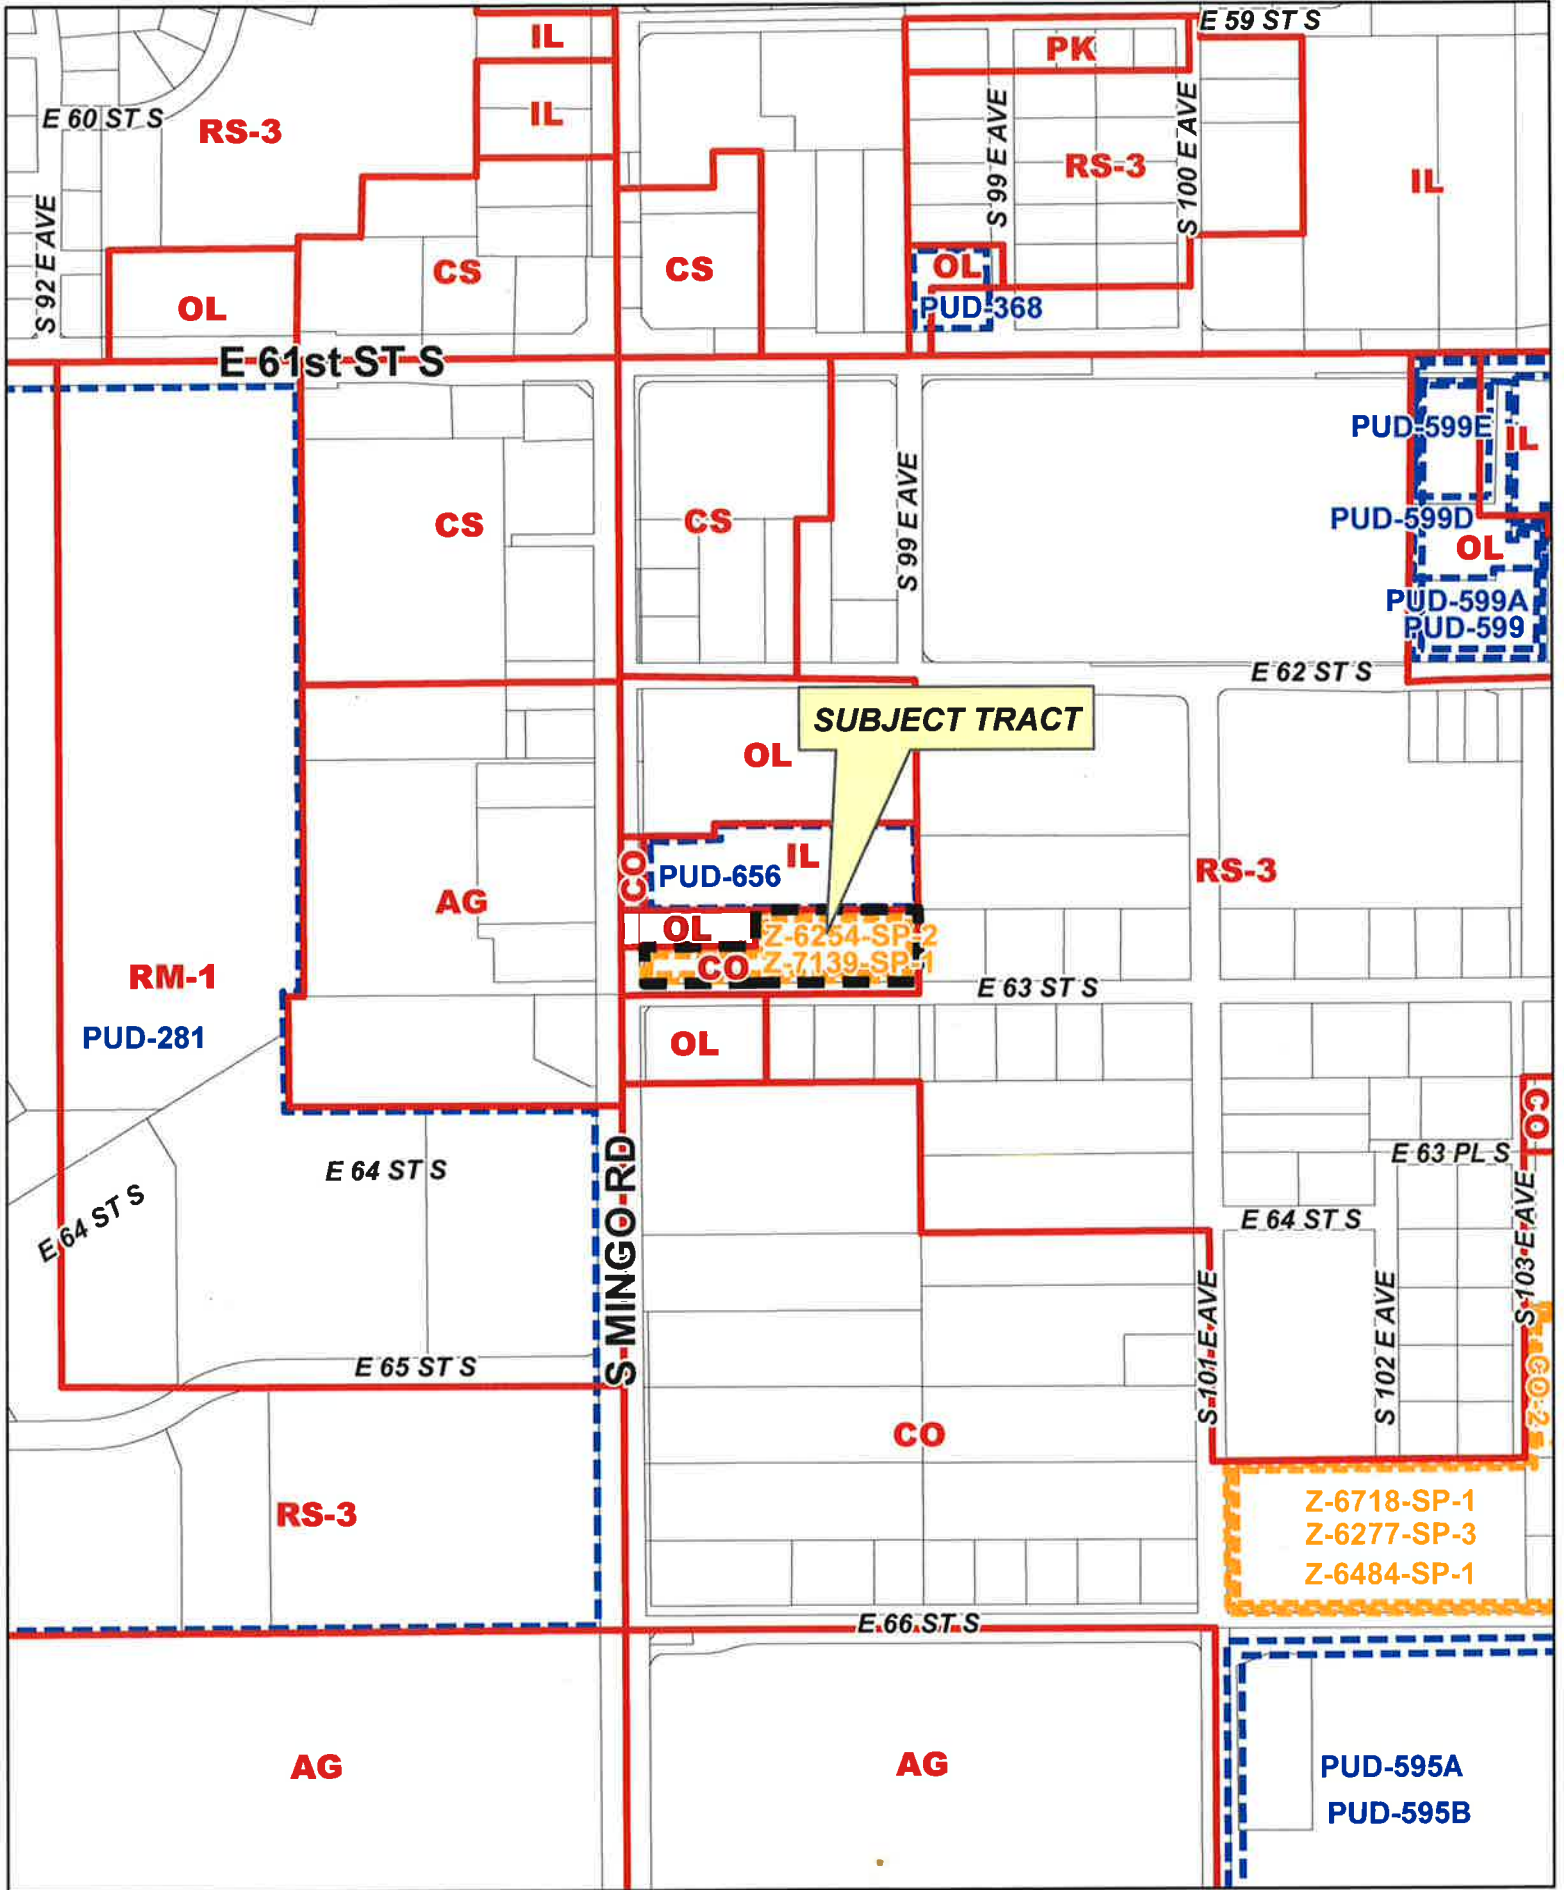 E 59 ST S
IL
PK
IL
E 60 ST S
RS-3
S 99 E AVE
S 100 E AVE
RS-3
IL
S 92 E AVE
OL
CS
CS
OL
PUD-368
E 61st ST S
PUD-599E
IL
CS
CS
S 99 E AVE
PUD-599D
OL
PUD-599A
PUD-599
E 62 ST S
SUBJECT TRACT
OL
CO
PUD-656
IL
RS-3
AG
OL
Z-6254-SP-2
CO
Z-7139-SP-1
RM-1
E 63 ST S
PUD-281
OL
CO
E 64 ST S
S MINGO RD
E 63 PL S
E 64 ST S
E 64 ST S
S 103 E AVE
S 101 E AVE
S 102 E AVE
E 65 ST S
CO-2
CO
RS-3
Z-6718-SP-1
Z-6277-SP-3
Z-6484-SP-1
E 66 ST S
AG
AG
PUD-595A
PUD-595B